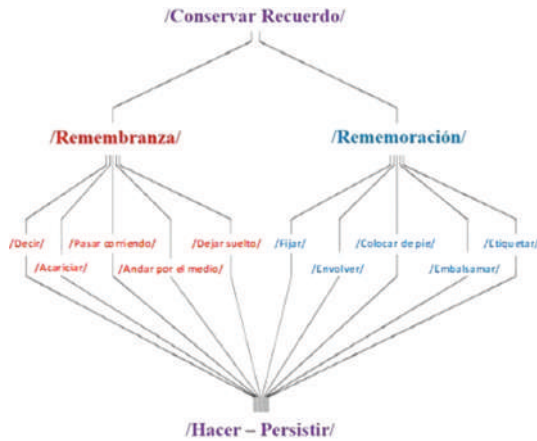 /Conservar Recuerdo/
/Remembranza/
/Rememoración/
/Decir/
/Pasar corriendo/
/Dejar suelto/
/Fijar/
/Colocar de pie/
/Etiquetar/
/Acariciar/
/Andar por el medio/
/Envolver/
/Embalsamar/
/Hacer – Persistir/